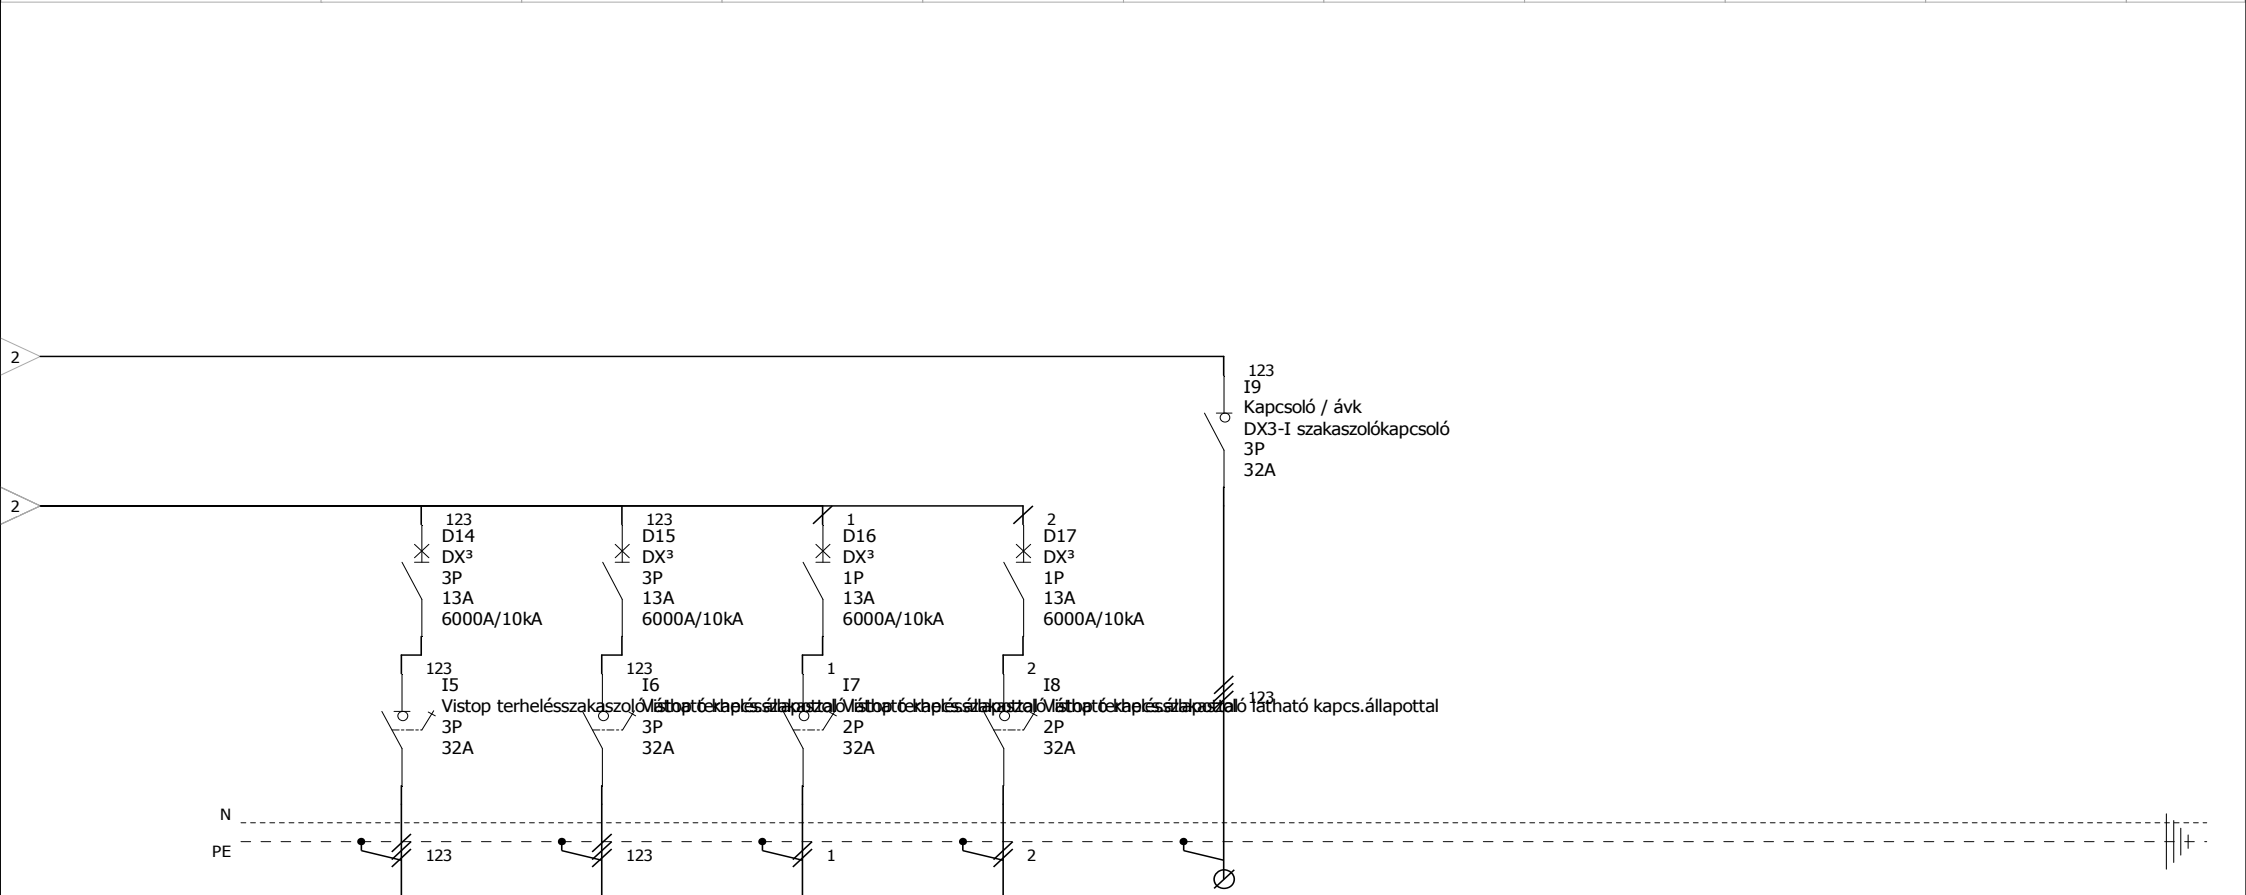 2
123
I9
Kapcsoló / ávk
DX3-I szakaszolókapcsoló
3P
32A
2
123
D14
DX³
3P
13A
6000A/10kA
123
D15
DX³
3P
13A
6000A/10kA
1
D16
DX³
1P
13A
6000A/10kA
2
D17
DX³
1P
13A
6000A/10kA
123
I5
Vistop terhelésszakaszoló
3P
32A
123
I6
3P
32A
1
I7
2P
32A
2
I8
látható kapcs.állapottal
2P
32A
123
N
PE
123
123
1
2